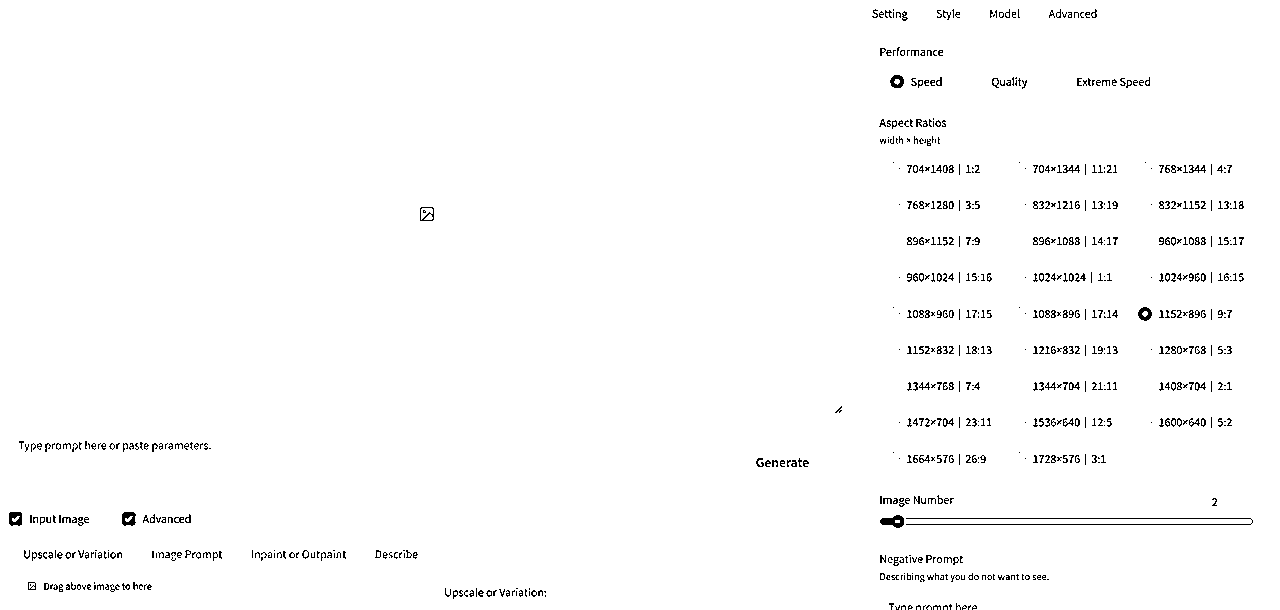 Setting Style Model Advanced
Performance
Speed Quality Extreme Speed
Aspect Ratios
width × height
704×1408 | 1:2 704×1344 | 11:21 768×1344 | 4:7
768×1280 | 3:5 832×1216 | 13:19 832×1152 | 13:18
896×1152 | 7:9 896×1088 | 14:17 960×1088 | 15:17
960×1024 | 15:16 1024×1024 | 1:1 1024×960 | 16:15
1088×960 | 17:15 1088×896 | 17:14 1152×896 | 9:7
1152×832 | 18:13 1216×832 | 19:13 1280×768 | 5:3
1344×768 | 7:4 1344×704 | 21:11 1408×704 | 2:1
1472×704 | 23:11 1536×640 | 12:5 1600×640 | 5:2
1664×576 | 26:9 1728×576 | 3:1
Image Number 2
Negative Prompt
Describing what you do not want to see.
Type prompt here
Type prompt here or paste parameters.
Generate
Input Image Advanced
Upscale or Variation Image Prompt Inpaint or Outpaint Describe
Drag above image to here
Upscale or Variation: